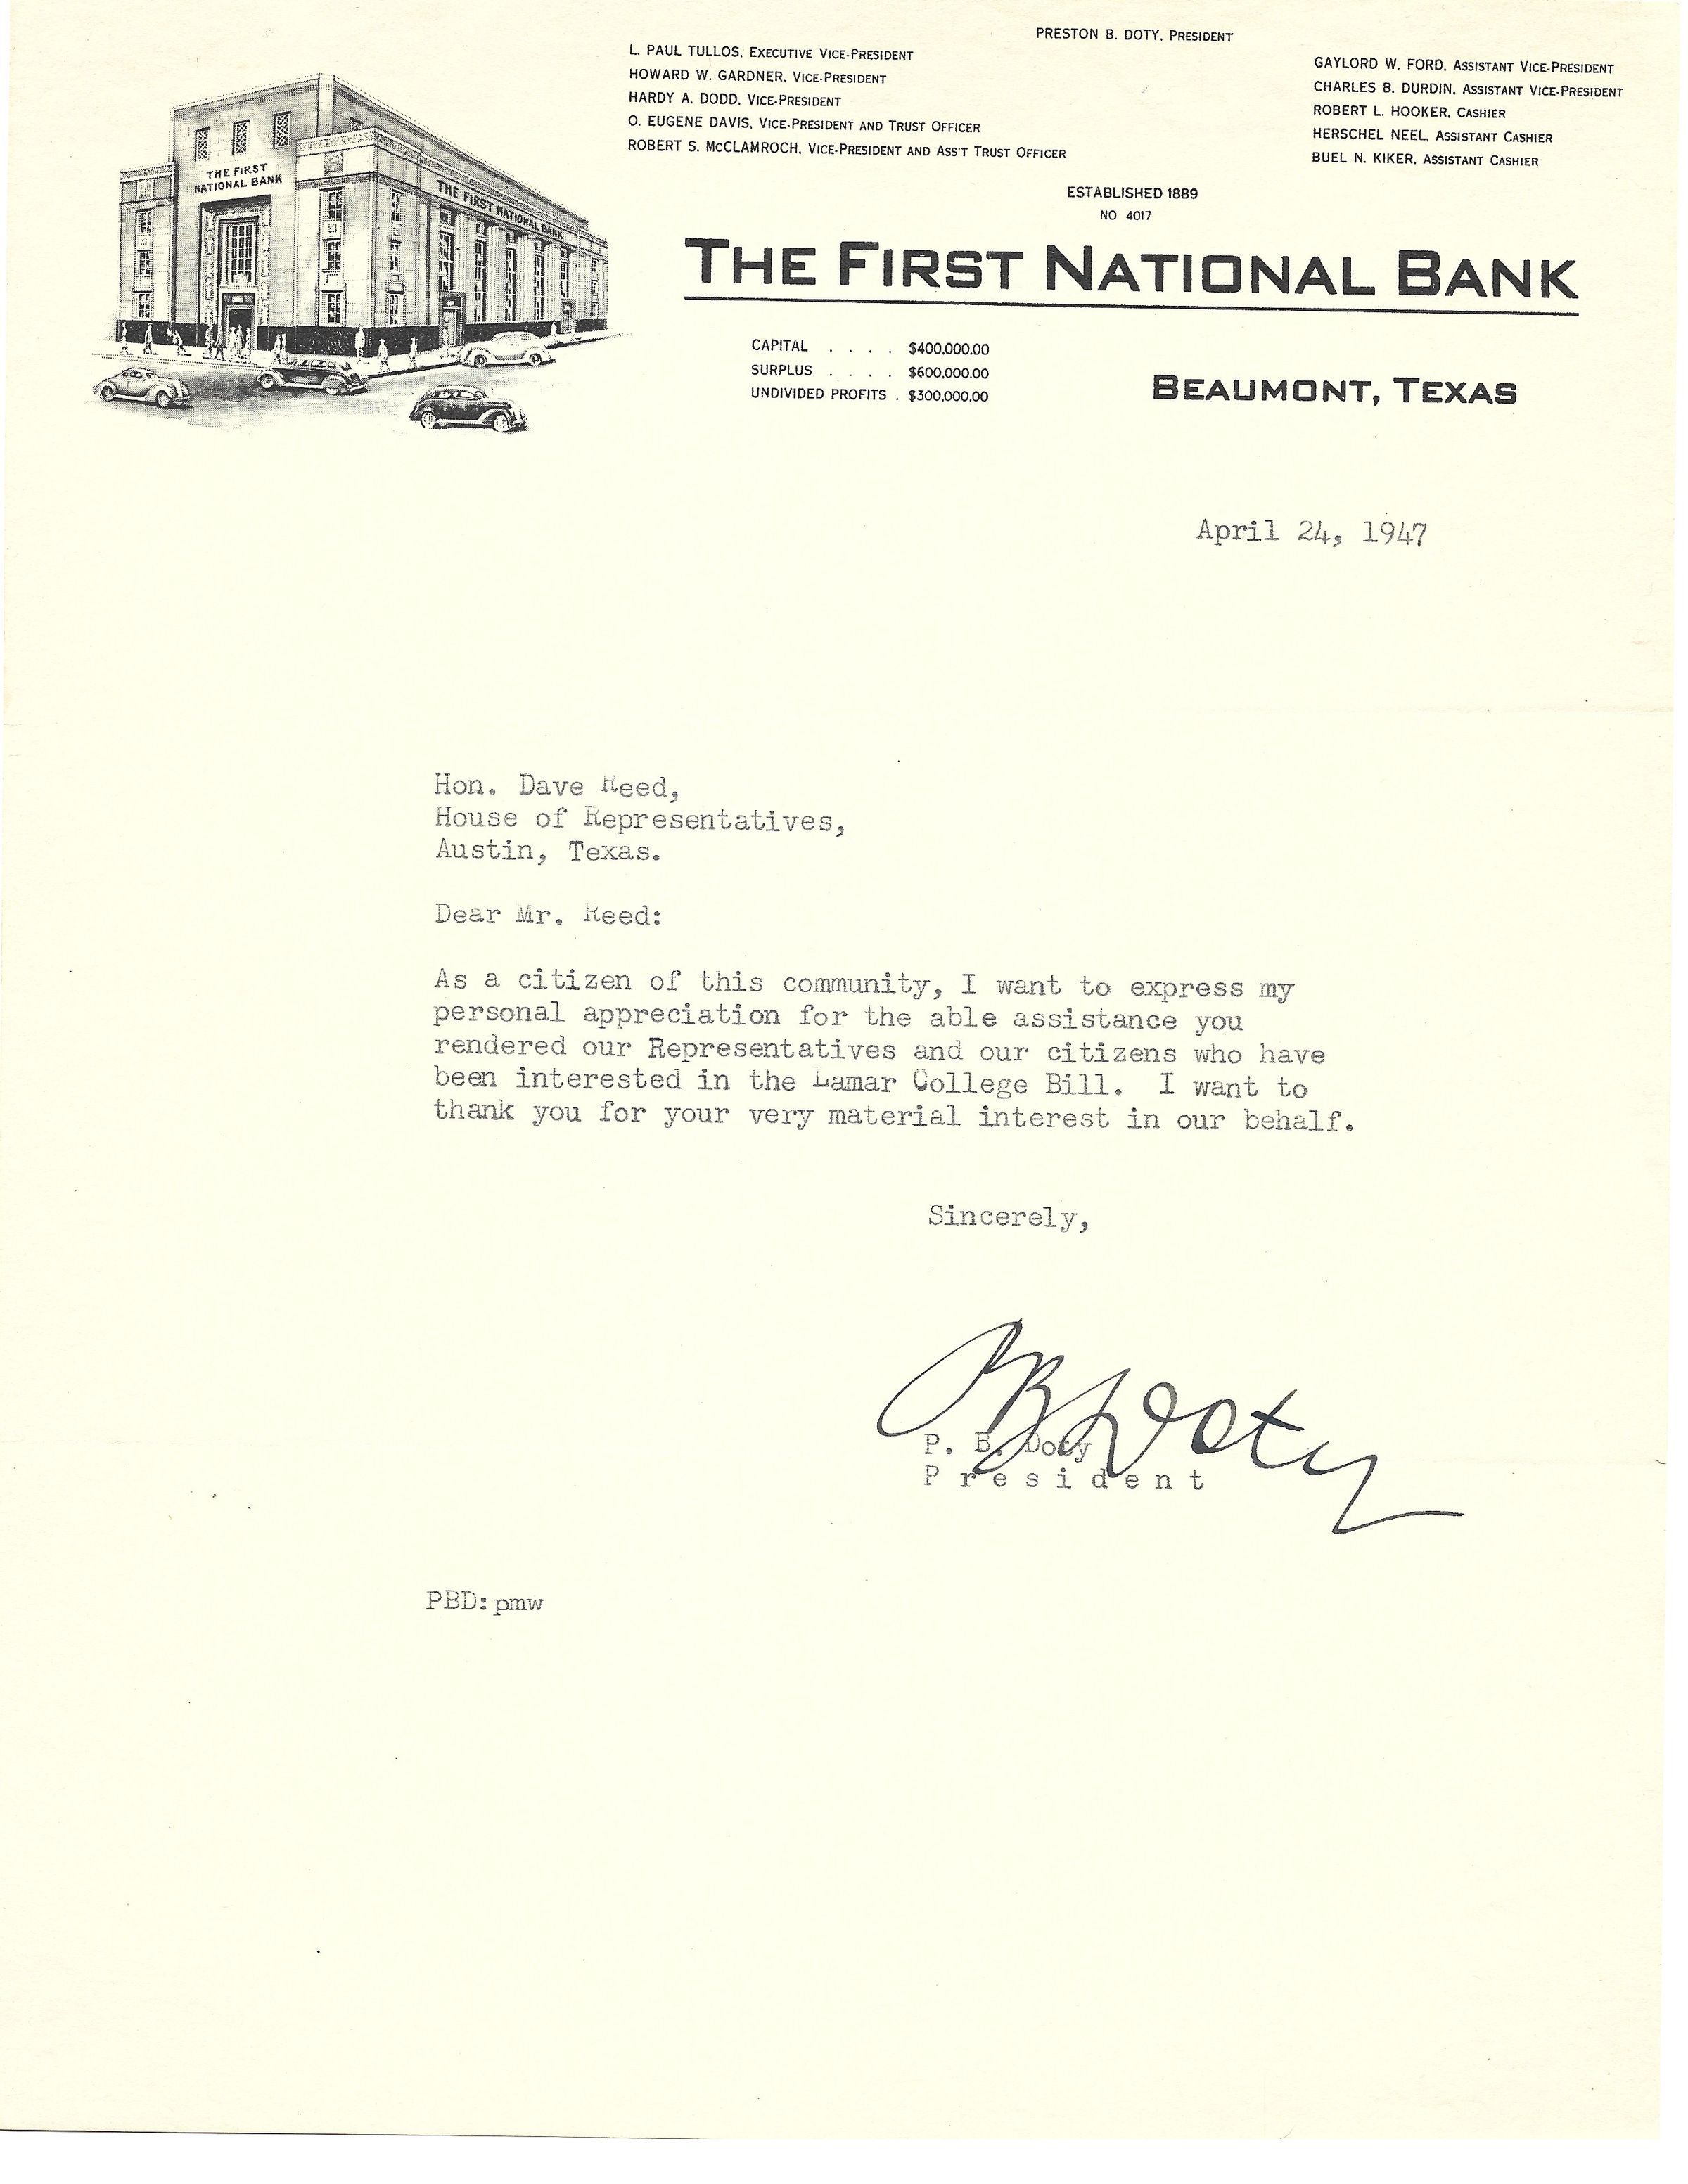 PRESTON B. DOTY, PRESIDENT
L. PAUL TULLOS, EXECUTIVE VICE-PRESIDENT
HOWARD W. GARDNER, VICE-PRESIDENT
HARDY A. DODD, VICE-PRESIDENT
O. EUGENE DAVIS, VICE-PRESIDENT AND TRUST OFFICER
ROBERT S. McCLAMROCH, VICE-PRESIDENT AND ASS'T TRUST OFFICER
GAYLORD W. FORD, ASSISTANT VICE-PRESIDENT
CHARLES B. DURDIN, ASSISTANT VICE-PRESIDENT
ROBERT L. HOOKER, CASHIER
HERSCHEL NEEL, ASSISTANT CASHIER
BUEL N. KIKER, ASSISTANT CASHIER
THE FIRST
NATIONAL BANK
THE FIRST NATIONAL BANK
ESTABLISHED 1889
NO 4017
THE FIRST NATIONAL BANK
CAPITAL . . . . $400,000.00
SURPLUS . . . . $600,000.00
UNDIVIDED PROFITS . $300,000.00
BEAUMONT, TEXAS
April 24, 1947
Hon. Dave Reed,
House of Representatives,
Austin, Texas.
Dear Mr. Reed:
As a citizen of this community, I want to express my
personal appreciation for the able assistance you
rendered our Representatives and our citizens who have
been interested in the Lamar College Bill. I want to
thank you for your very material interest in our behalf.
Sincerely,
PB Doty
P. B. Doty
President
PBD:pmw